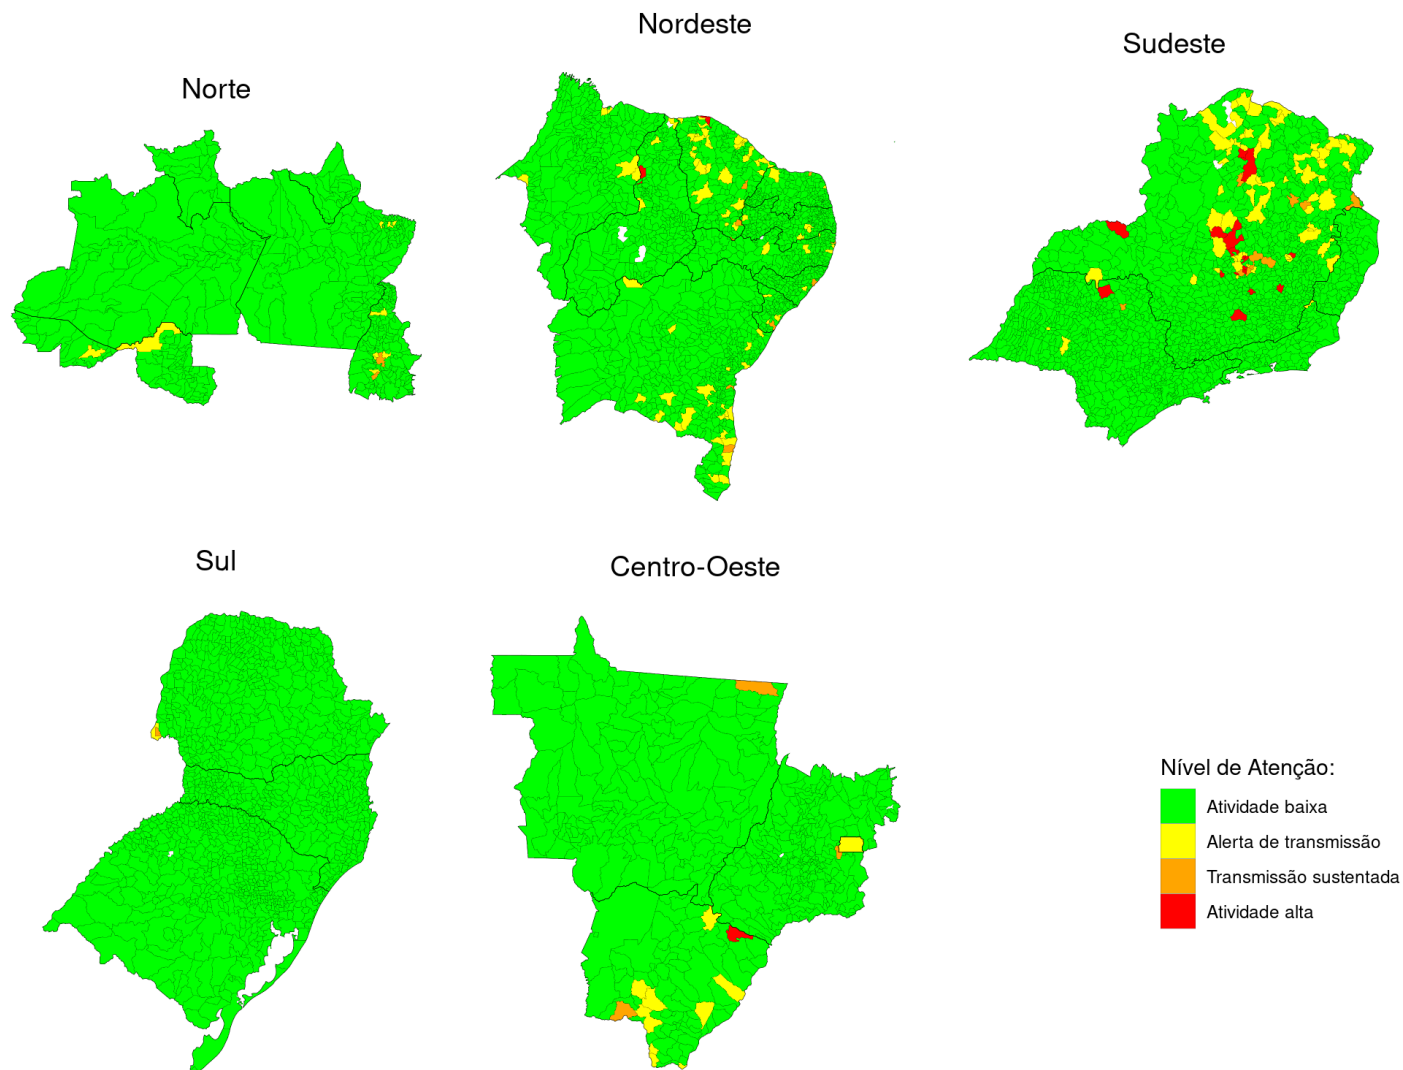 Nordeste
Sudeste
Norte
Sul
Centro-Oeste
Nível de Atenção:
Atividade baixa
Alerta de transmissão
Transmissão sustentada
Atividade alta